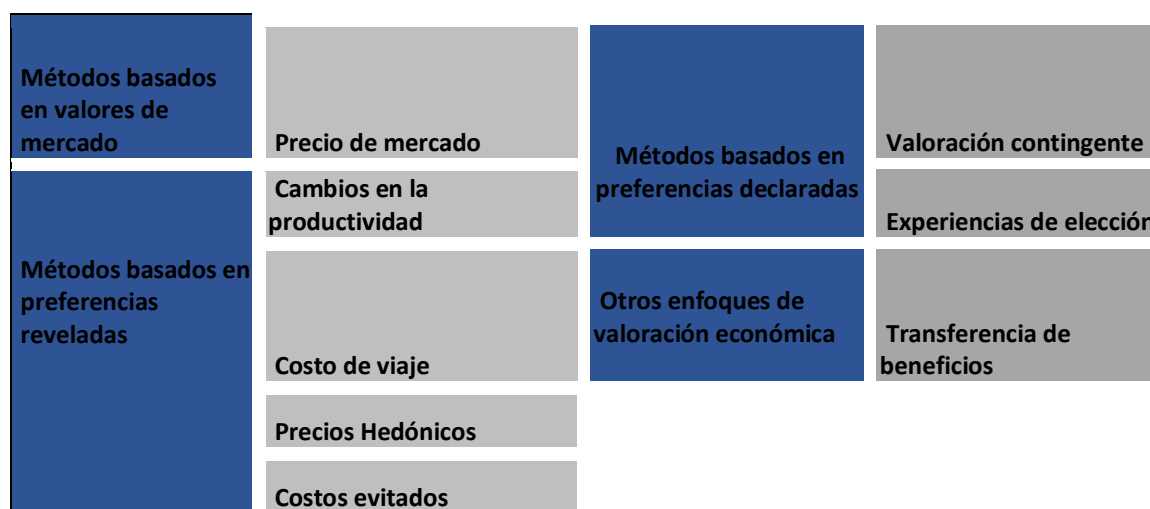 Métodos basados
en valores de
mercado
Precio de mercado
Métodos basados en
preferencias
reveladas
Cambios en la
productividad
Costo de viaje
Precios Hedónicos
Costos evitados
Métodos basados en
preferencias declaradas
Valoración contingente
Experiencias de elección
Otros enfoques de
valoración económica
Transferencia de
beneficios